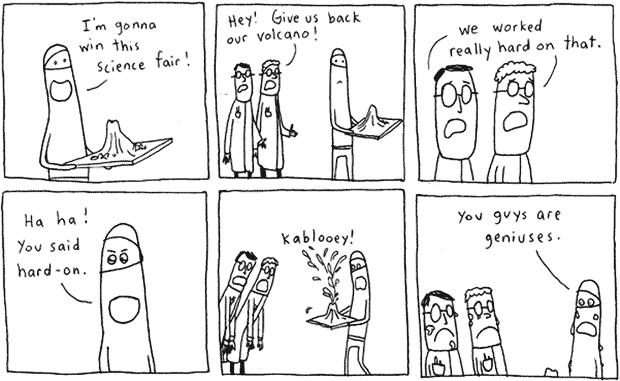 I'm gonna
win this
science fair!
Hey! Give us back
our volcano!
we worked
really hard on that.
Ha ha!
You said
hard-on.
Kablooey!
You guys are
geniuses.